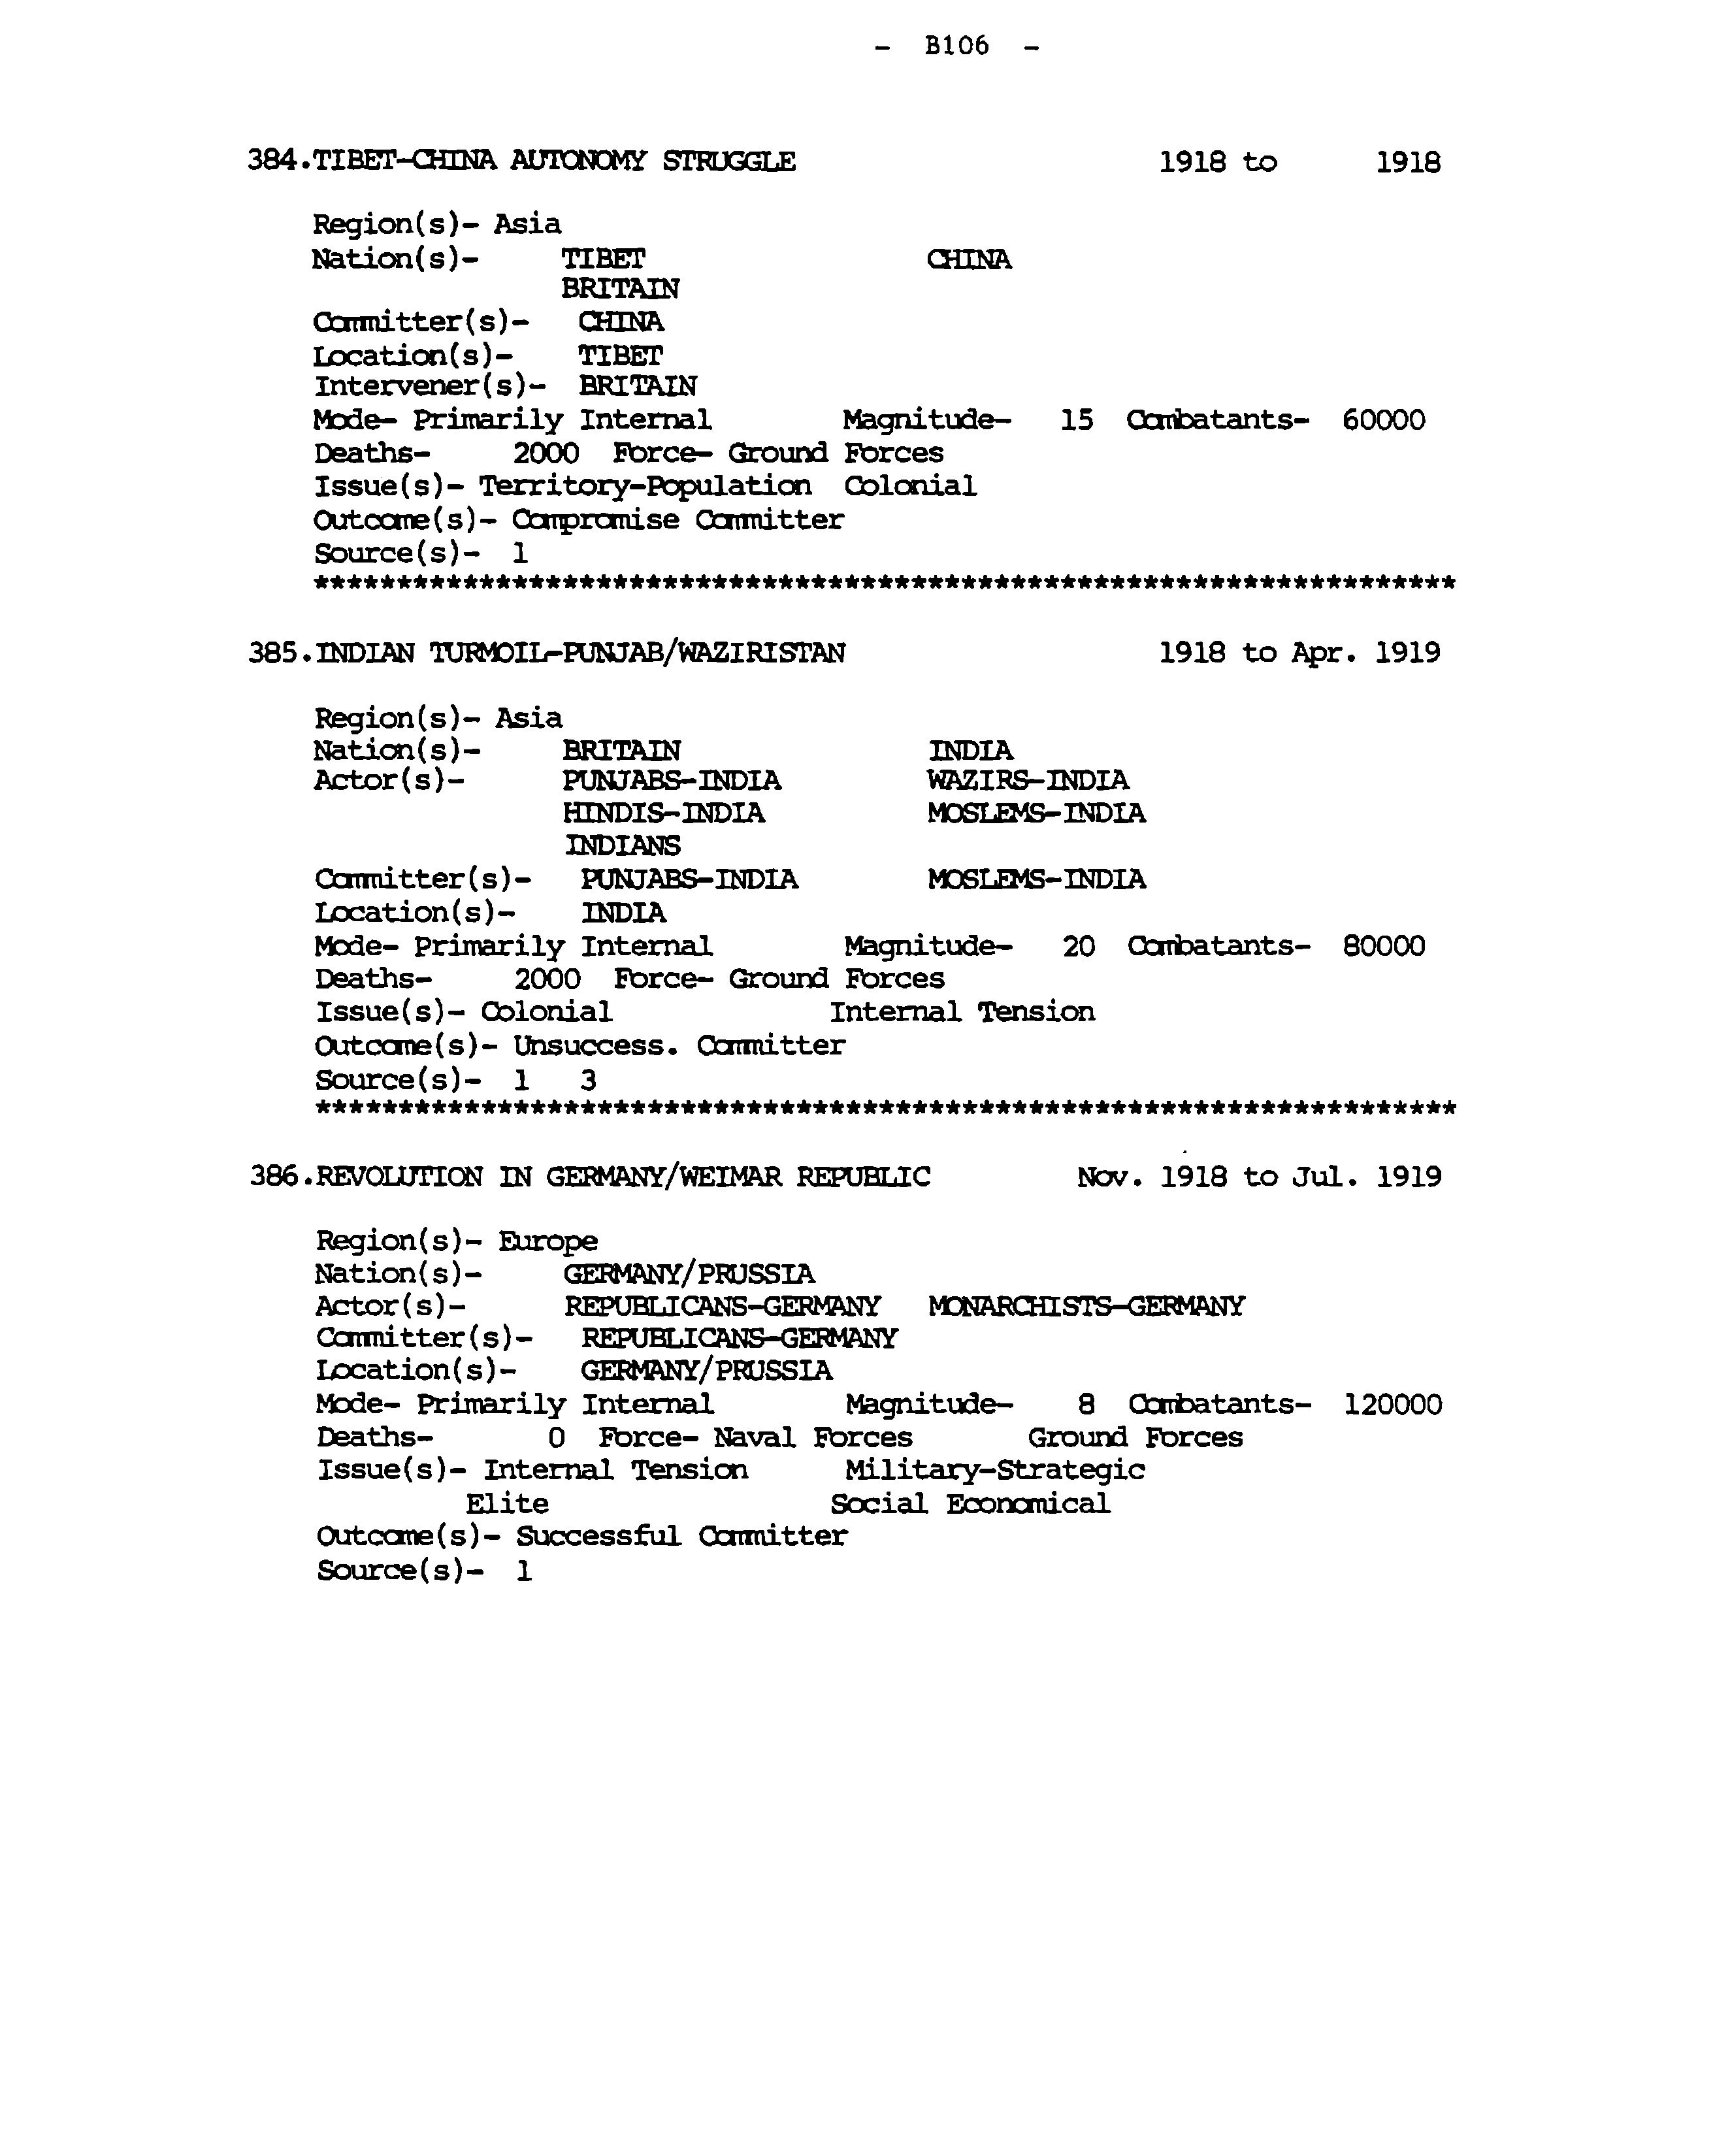 - B106 -
384.TIBET-CHINA AUTONOMY STRUGGLE 1918 to 1918
Region(s)- Asia
Nation(s)- TIBET CHINA
BRITAIN
Committer(s)- CHINA
Location(s)- TIBET
Intervener(s)- BRITAIN
Mode- Primarily Internal Magnitude- 15 Combatants- 60000
Deaths- 2000 Force- Ground Forces
Issue(s)- Territory-Population Colonial
Outcome(s)- Compromise Committer
Source(s)- 1
*********************************************************************
385.INDIAN TURMOIL-PUNJAB/WAZIRISTAN 1918 to Apr. 1919
Region(s)- Asia
Nation(s)- BRITAIN INDIA
Actor(s)- PUNJABS-INDIA WAZIRS-INDIA
HINDIS-INDIA MOSLEMS-INDIA
INDIANS
Committer(s)- PUNJABS-INDIA MOSLEMS-INDIA
Location(s)- INDIA
Mode- Primarily Internal Magnitude- 20 Combatants- 80000
Deaths- 2000 Force- Ground Forces
Issue(s)- Colonial Internal Tension
Outcome(s)- Unsuccess. Committer
Source(s)- 1 3
*********************************************************************
386.REVOLUTION IN GERMANY/WEIMAR REPUBLIC Nov. 1918 to Jul. 1919
Region(s)- Europe
Nation(s)- GERMANY/PRUSSIA
Actor(s)- REPUBLICANS-GERMANY MONARCHISTS-GERMANY
Committer(s)- REPUBLICANS-GERMANY
Location(s)- GERMANY/PRUSSIA
Mode- Primarily Internal Magnitude- 8 Combatants- 120000
Deaths- 0 Force- Naval Forces Ground Forces
Issue(s)- Internal Tension Military-Strategic
Elite Social Economical
Outcome(s)- Successful Committer
Source(s)- 1